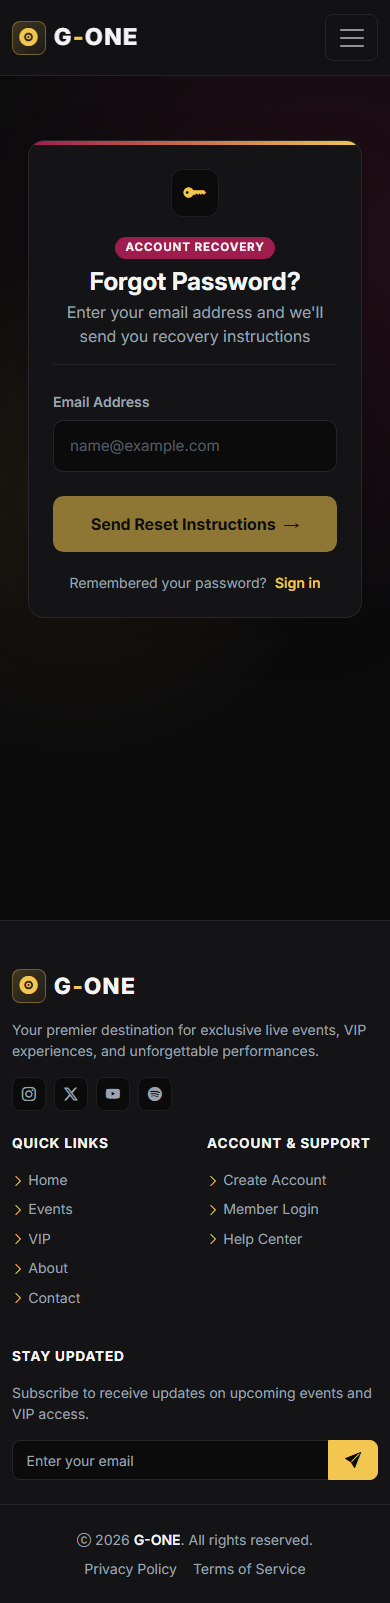 G-ONE
ACCOUNT RECOVERY
Forgot Password?
Enter your email address and we'll
send you recovery instructions
Email Address
name@example.com
Send Reset Instructions →
Remembered your password? Sign in
G-ONE
Your premier destination for exclusive live events, VIP
experiences, and unforgettable performances.
QUICK LINKS
Home
Events
VIP
About
Contact
ACCOUNT & SUPPORT
Create Account
Member Login
Help Center
STAY UPDATED
Subscribe to receive updates on upcoming events and
VIP access.
Enter your email
© 2026 G-ONE. All rights reserved.
Privacy Policy Terms of Service